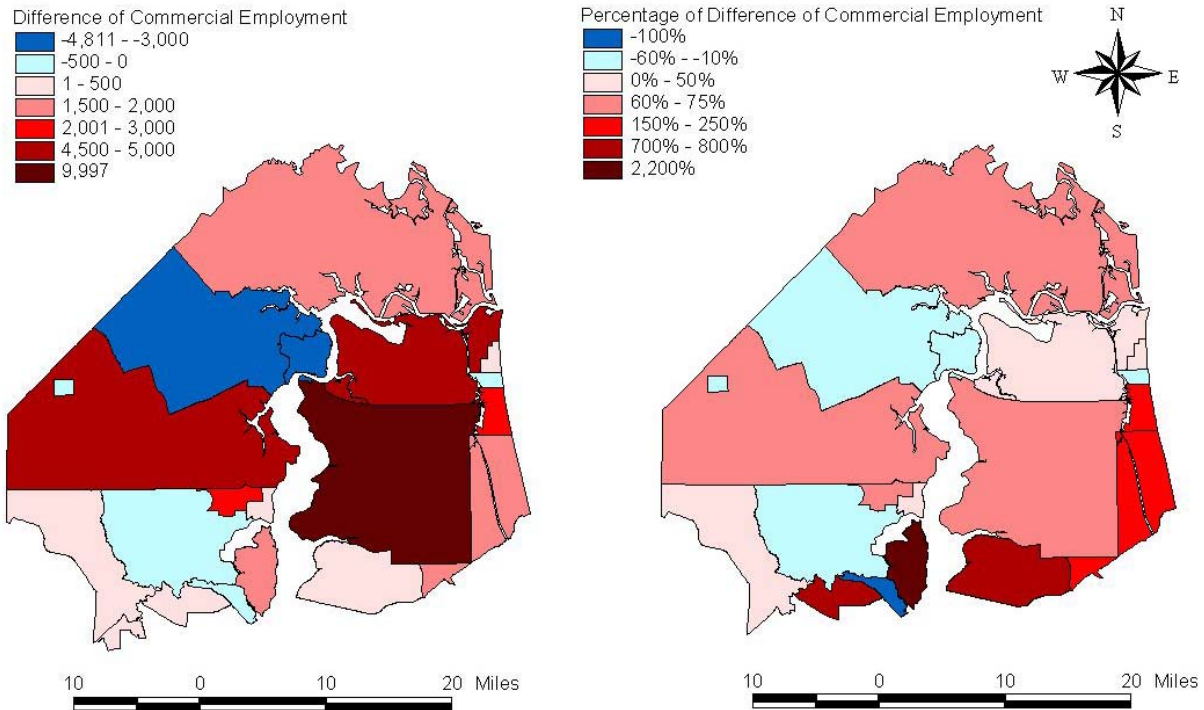 Difference of Commercial Employment
-4,811 - -3,000
-500 - 0
1 - 500
1,500 - 2,000
2,001 - 3,000
4,500 - 5,000
9,997
Percentage of Difference of Commercial Employment
-100%
-60% - -10%
0% - 50%
60% - 75%
150% - 250%
700% - 800%
2,200%
N
W E
S
10 0 10 20 Miles
10 0 10 20 Miles